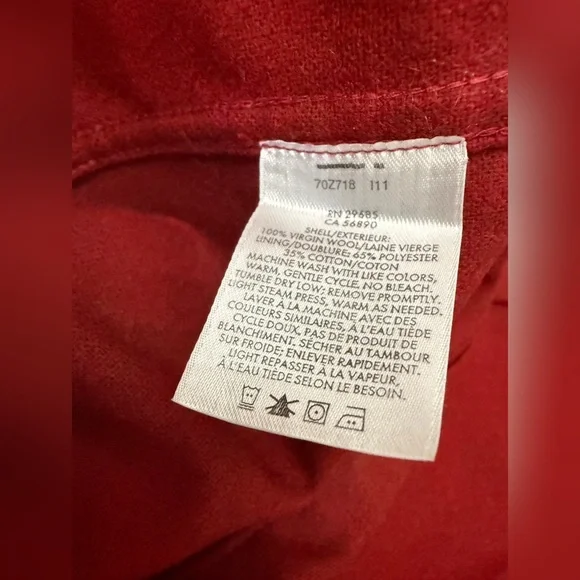 70Z718 I11
RN 29685
CA 56890
SHELL/EXTERIEUR:
100% VIRGIN WOOL/LAINE VIERGE
LINING/DOUBLURE: 65% POLYESTER
35% COTTON/COTON
MACHINE WASH WITH LIKE COLORS,
WARM, GENTLE CYCLE. NO BLEACH.
TUMBLE DRY LOW; REMOVE PROMPTLY.
LIGHT STEAM PRESS, WARM AS NEEDED.
LAVER À LA MACHINE AVEC DES
COULEURS SIMILAIRES, À L'EAU TIÈDE
CYCLE DOUX, PAS DE PRODUIT DE
BLANCHIMENT. SÈCHER AU TAMBOUR
SUR FROIDE; ENLEVER RAPIDEMENT.
LIGHT REPASSER À LA VAPEUR,
À L'EAU TIÈDE SELON LE BESOIN.